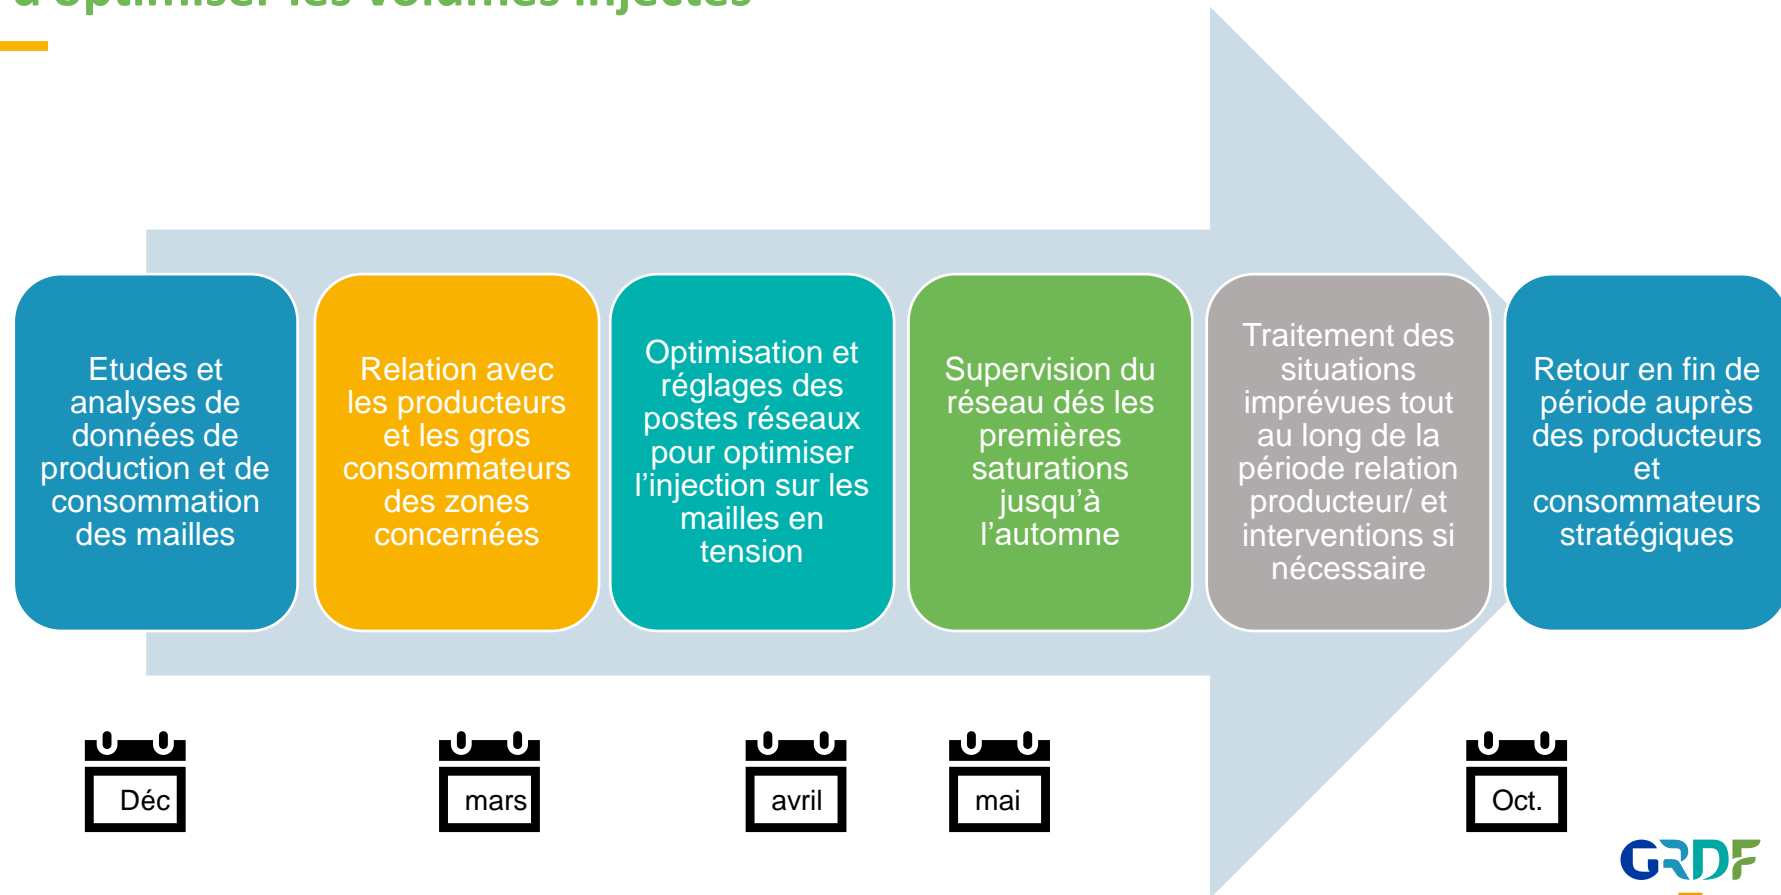 d'optimiser les volumes injectés
Etudes et
analyses de
données de
production et de
consommation
des mailles
Relation avec
les producteurs
et les gros
consommateurs
des zones
concernées
Optimisation et
réglages des
postes réseaux
pour optimiser
l’injection sur les
mailles en
tension
Supervision du
réseau dés les
premières
saturations
jusqu’à
l’automne
Traitement des
situations
imprévues tout
au long de la
période relation
producteur/ et
interventions si
nécessaire
Retour en fin de
période auprès
des producteurs
et
consommateurs
stratégiques
Déc
mars
avril
mai
Oct.
GRDF